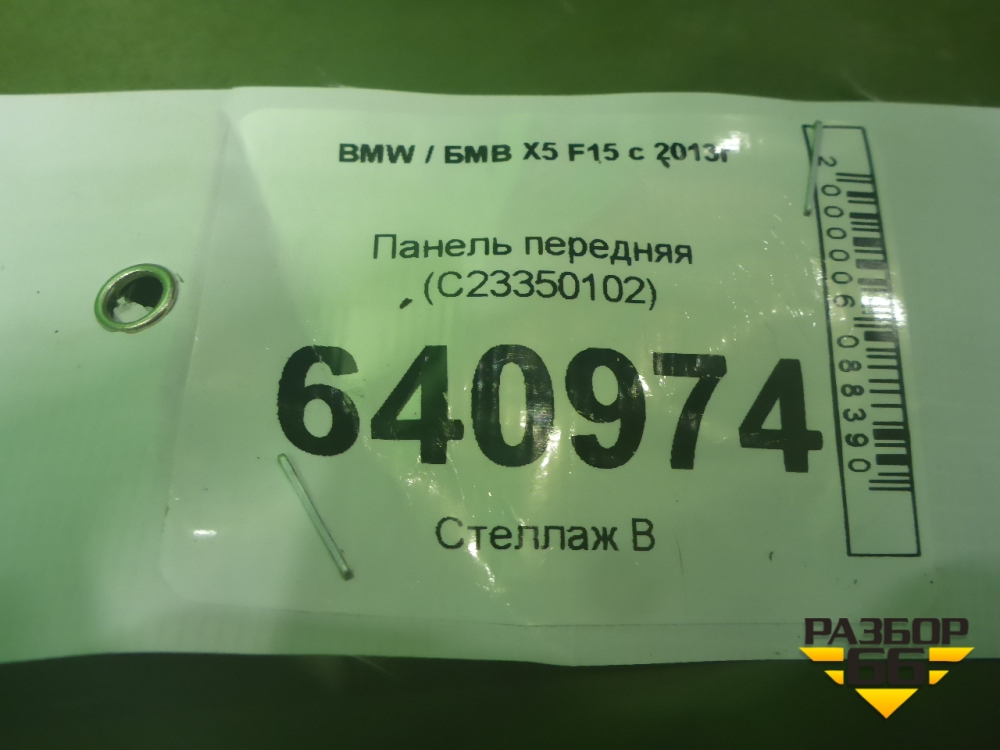 BMW / БМВ X5 F15 с 2013г
Панель передняя
(C23350102)
640974
Стеллаж В
2000006088390
РАЗБОР
66